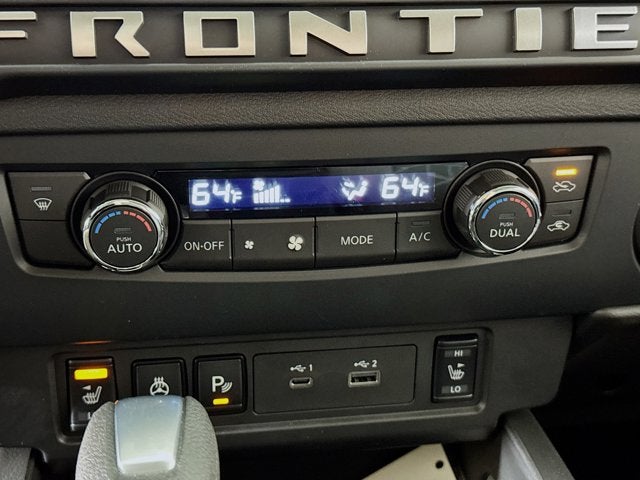 FRONTIE
64F 64F
PUSH AUTO
ON-OFF
MODE
A/C
PUSH DUAL
1
2
P
HI
LO